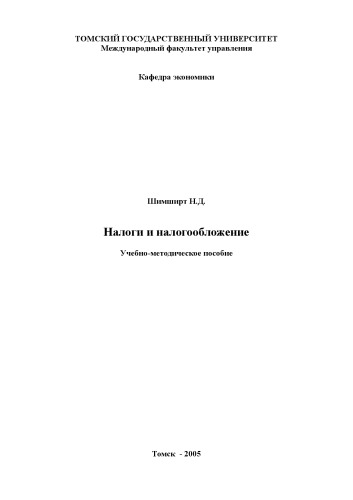 ТОМСКИЙ ГОСУДАРСТВЕННЫЙ УНИВЕРСИТЕТ
Международный факультет управления
Кафедра экономики
Шимширт Н.Д.
Налоги и налогообложение
Учебно-методическое пособие
Томск - 2005